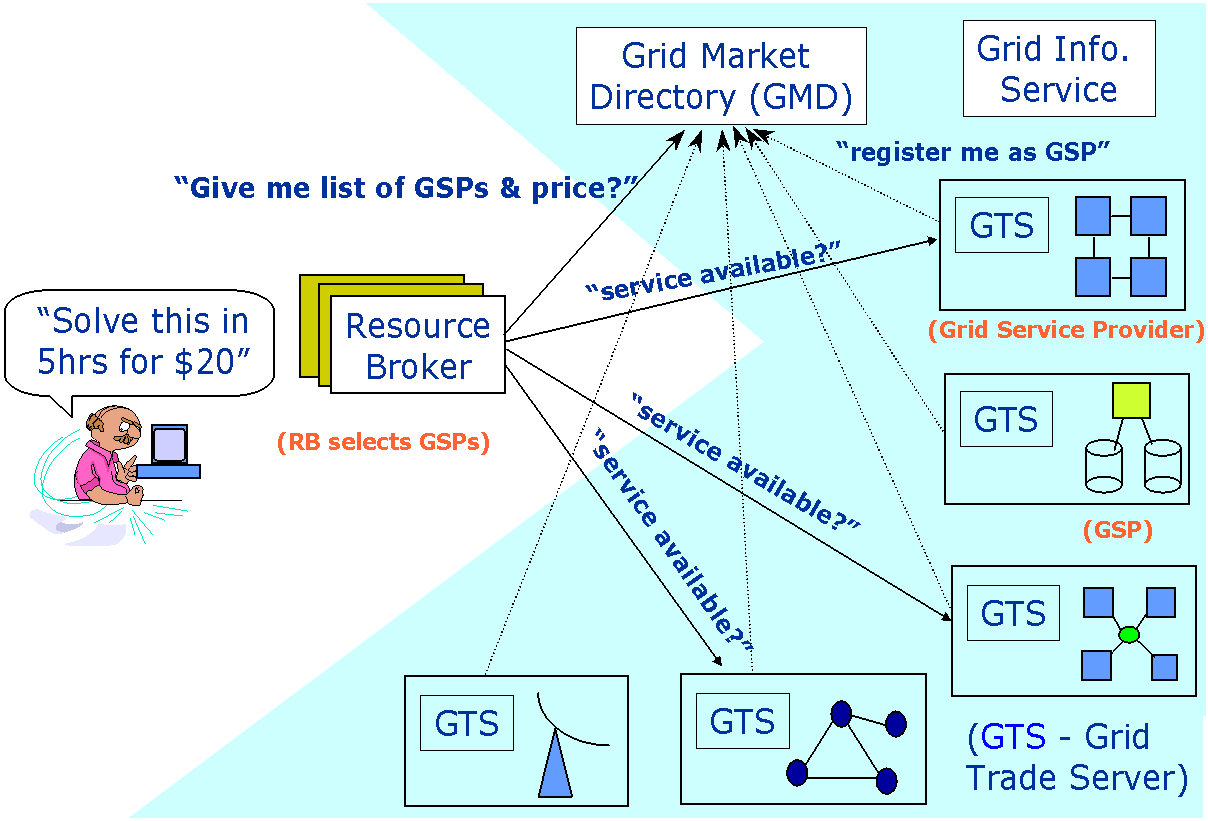 Grid Market
Directory (GMD)
Grid Info.
Service
“register me as GSP”
“Give me list of GSPs & price?”
GTS
“service available?”
“Solve this in
5hrs for $20”
Resource
Broker
(Grid Service Provider)
(RB selects GSPs)
GTS
“service available?”
“service available?”
(GSP)
GTS
GTS
GTS
(GTS - Grid
Trade Server)